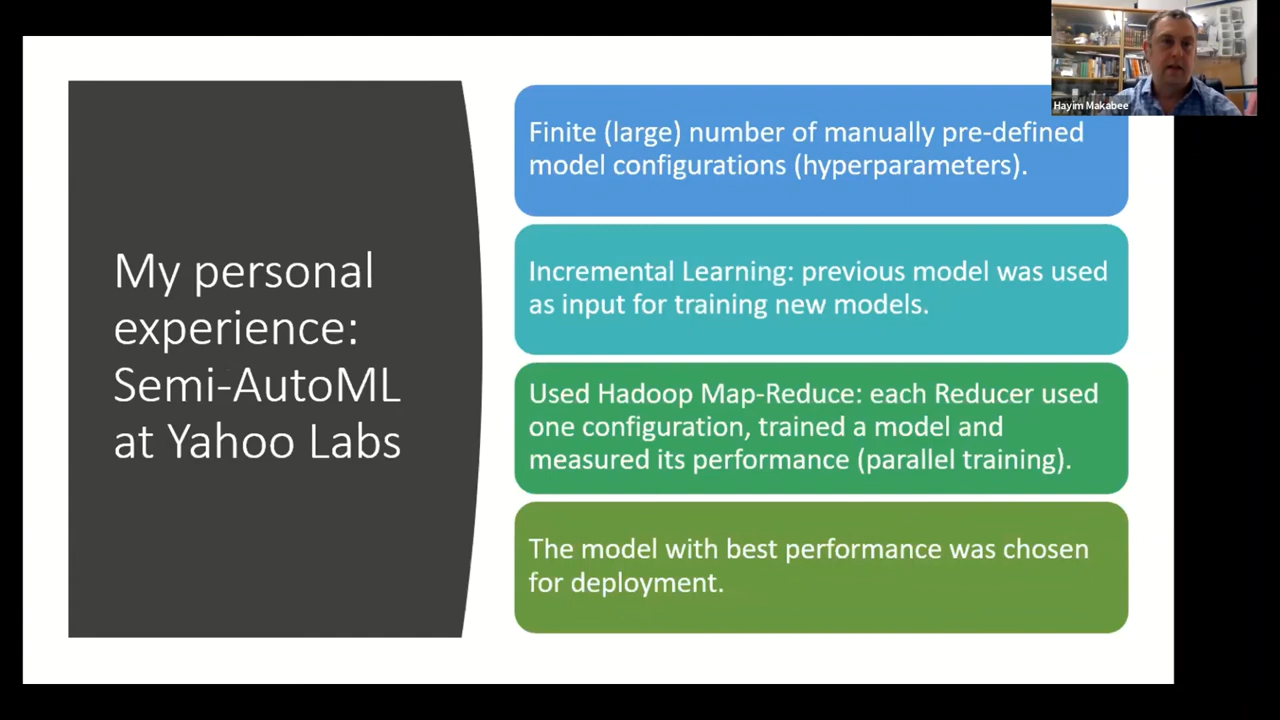 Hayim Makabee
My personal
experience:
Semi-AutoML
at Yahoo Labs
Finite (large) number of manually pre-defined
model configurations (hyperparameters).
Incremental Learning: previous model was used
as input for training new models.
Used Hadoop Map-Reduce: each Reducer used
one configuration, trained a model and
measured its performance (parallel training).
The model with best performance was chosen
for deployment.